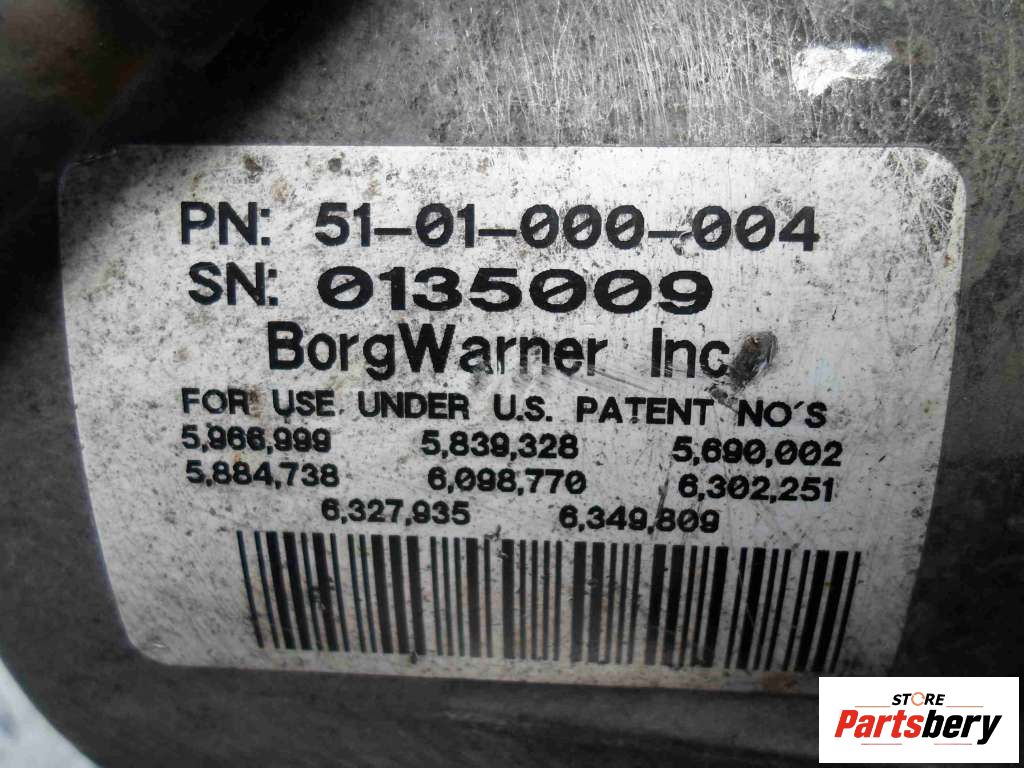 PN: 51-01-000-004
SN: 0135009
BorgWarner Inc
FOR USE UNDER U.S. PATENT NO'S
5,966,999 5,839,328 5,690,002
5,884,738 6,098,770 6,302,251
6,327,935 6,349,809
STORE
Partsbery